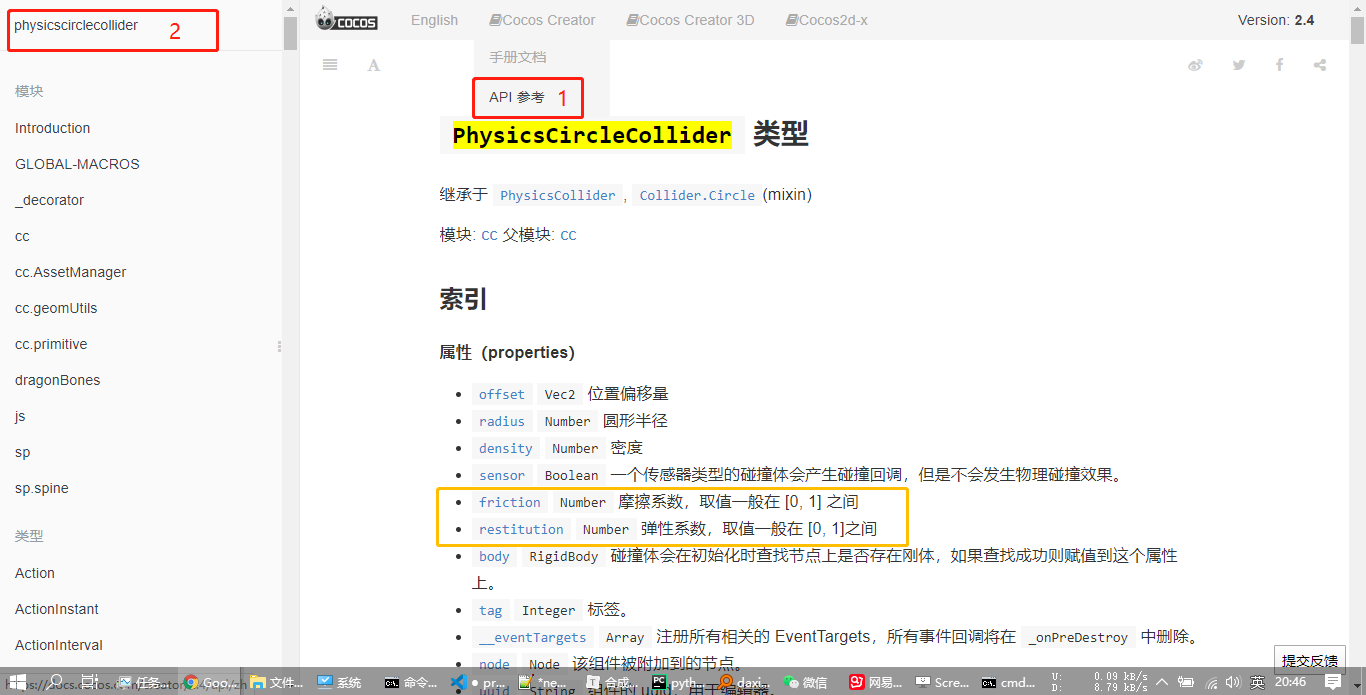 physicscirclecollider
2
模块
Introduction
GLOBAL-MACROS
_decorator
cc
cc.AssetManager
cc.geomUtils
cc.primitive
dragonBones
js
sp
sp.spine
类型
Action
ActionInstant
ActionInterval
COCOS English Cocos Creator Cocos Creator 3D Cocos2d-x Version: 2.4
手册文档
A
API 参考 1
PhysicsCircleCollider 类型
继承于 PhysicsCollider , Collider.Circle (mixin)
模块: cc 父模块: cc
索引
属性（properties）
offset Vec2 位置偏移量
radius Number 圆形半径
density Number 密度
sensor Boolean 一个传感器类型的碰撞体会产生碰撞回调，但是不会发生物理碰撞效果。
friction Number 摩擦系数，取值一般在 [0, 1] 之间
restitution Number 弹性系数，取值一般在 [0, 1]之间
body RigidBody 碰撞体会在初始化时查找节点上是否存在刚体，如果查找成功则赋值到这个属性
上。
tag Integer 标签。
__eventTargets Array 注册所有相关的 EventTargets，所有事件回调将在 _onPreDestroy 中删除。
node Node 该组件被附加到的节点。
提交反馈
任务... Goo... 文件... 系统 命令... pr... *ne... 合成... pyth... daxi... 微信 网易... Scre... cmd... U: 0.09 kB/s
D: 8.79 kB/s
英 20:46